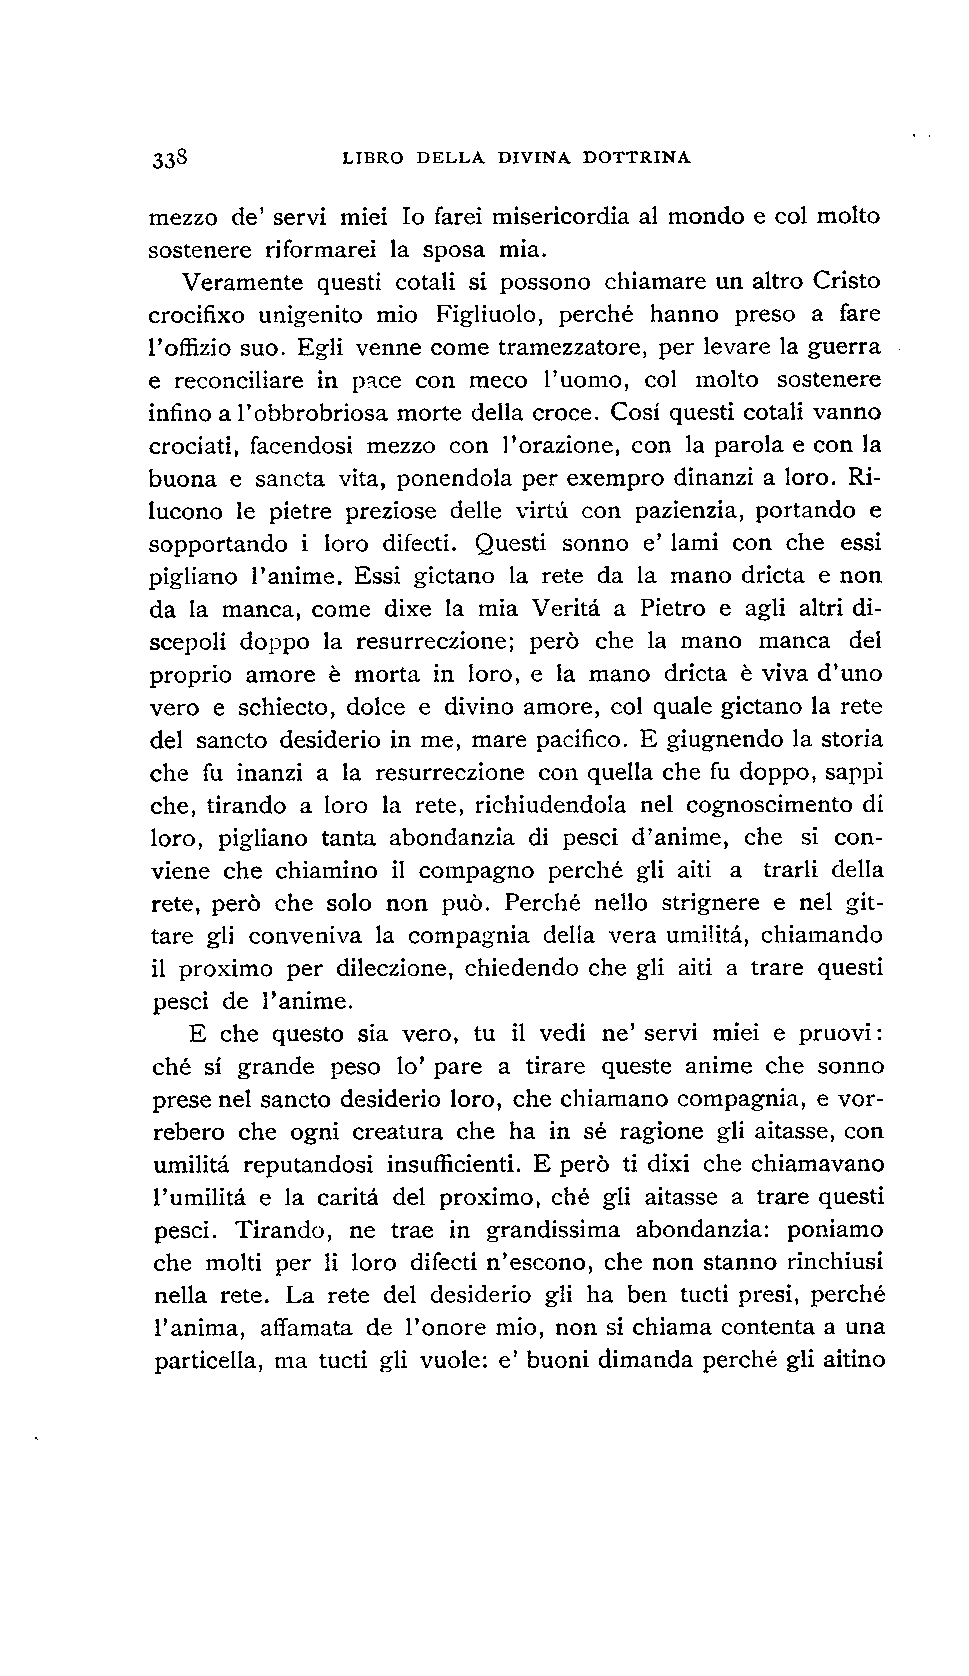 338 LIBRO DELLA DIVINA DOTTRINA
mezzo de' servi miei Io farei misericordia al mondo e col molto
sostenere riformarei la sposa mia.
Veramente questi cotali si possono chiamare un altro Cristo
crocifixo unigenito mio Figliuolo, perché hanno preso a fare
l'offizio suo. Egli venne come tramezzatore, per levare la guerra
e reconciliare in pace con meco l'uomo, col molto sostenere
infino a l'obbrobriosa morte della croce. Cosí questi cotali vanno
crociati, facendosi mezzo con l'orazione, con la parola e con la
buona e sancta vita, ponendola per exempro dinanzi a loro. Ri-
lucono le pietre preziose delle virtú con pazienzia, portando e
sopportando i loro difecti. Questi sonno e' lami con che essi
pigliano l'anime. Essi gictano la rete da la mano dricta e non
da la manca, come dixe la mia Veritá a Pietro e agli altri di-
scepoli doppo la resurreczione; però che la mano manca del
proprio amore è morta in loro, e la mano dricta è viva d'uno
vero e schiecto, dolce e divino amore, col quale gictano la rete
del sancto desiderio in me, mare pacifico. E giugnendo la storia
che fu inanzi a la resurreczione con quella che fu doppo, sappi
che, tirando a loro la rete, richiudendola nel cognoscimento di
loro, pigliano tanta abondanzia di pesci d'anime, che si con-
viene che chiamino il compagno perché gli aiti a trarli della
rete, però che solo non può. Perché nello strignere e nel git-
tare gli conveniva la compagnia della vera umilitá, chiamando
il proximo per dileczione, chiedendo che gli aiti a trare questi
pesci de l'anime.
E che questo sia vero, tu il vedi ne' servi miei e pruovi:
ché sí grande peso lo' pare a tirare queste anime che sonno
prese nel sancto desiderio loro, che chiamano compagnia, e vor-
rebero che ogni creatura che ha in sé ragione gli aitasse, con
umilitá reputandosi insufficienti. E però ti dixi che chiamavano
l'umilitá e la caritá del proximo, ché gli aitasse a trare questi
pesci. Tirando, ne trae in grandissima abondanzia: poniamo
che molti per li loro difecti n'escono, che non stanno rinchiusi
nella rete. La rete del desiderio gli ha ben tucti presi, perché
l'anima, affamata de l'onore mio, non si chiama contenta a una
particella, ma tucti gli vuole: e' buoni dimanda perché gli aitino